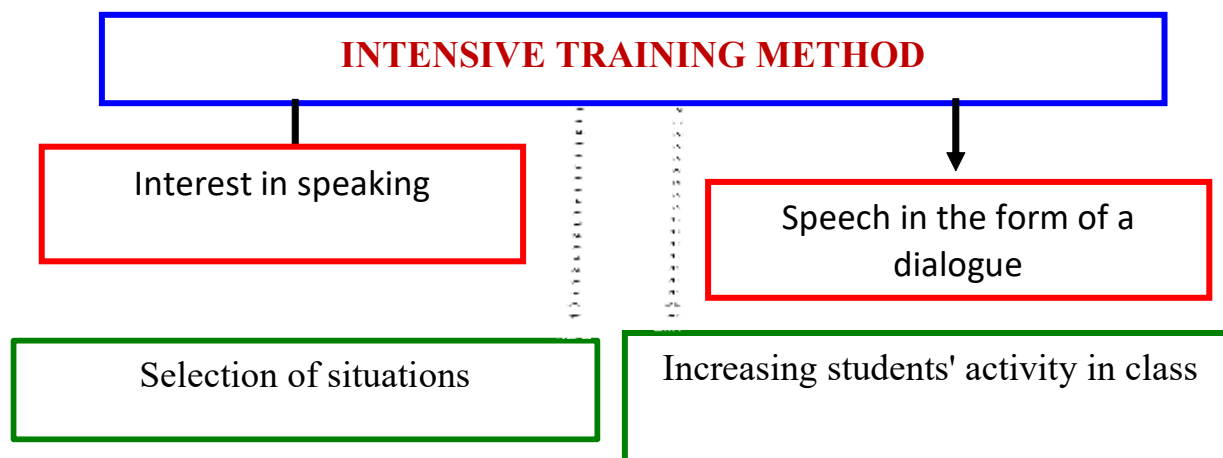 INTENSIVE TRAINING METHOD
Interest in speaking
Speech in the form of a
dialogue
Selection of situations
Increasing students' activity in class